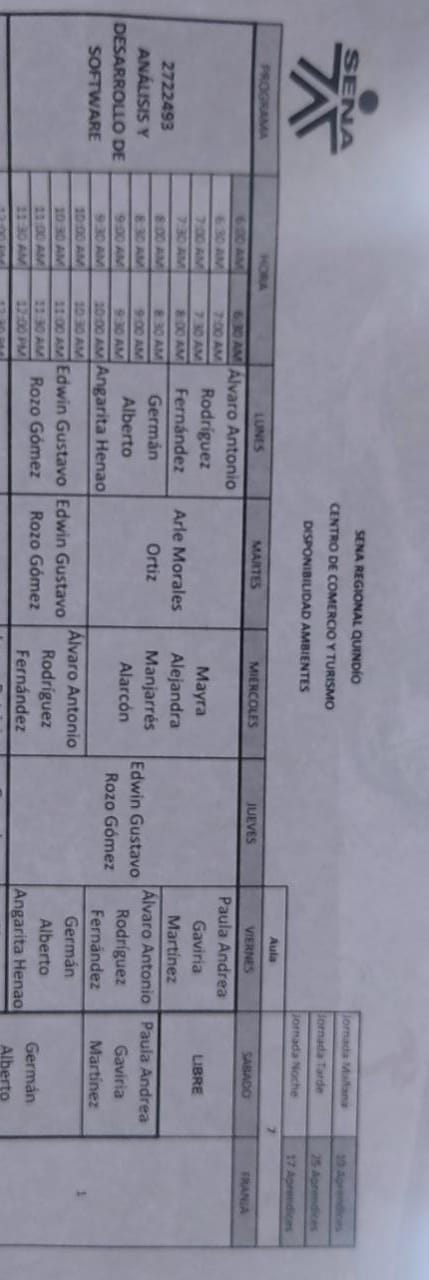 SENA
SENA REGIONAL QUINDÍO
CENTRO DE COMERCIO Y TURISMO
DISPONIBILIDAD AMBIENTES
Jornada Mañana 19 Aprendices
Jornada Tarde 25 Aprendices
Jornada Noche 17 Aprendices
Aula 7
PROGRAMA HORA LUNES MARTES MIERCOLES JUEVES VIERNES SABADO FRANJA
2722493
ANÁLISIS Y
DESARROLLO DE
SOFTWARE
6:00 AM 6:30 AM
6:30 AM 7:00 AM
7:00 AM 7:30 AM
7:30 AM 8:00 AM
8:00 AM 8:30 AM
8:30 AM 9:00 AM
9:00 AM 9:30 AM
9:30 AM 10:00 AM
10:00 AM 10:30 AM
10:30 AM 11:00 AM
11:00 AM 11:30 AM
11:30 AM 12:00 PM
12:00 PM 12:30 PM
Álvaro Antonio
Rodríguez
Fernández
Germán
Alberto
Angarita Henao
Edwin Gustavo
Rozo Gómez
Arle Morales
Ortiz
Edwin Gustavo
Rozo Gómez
Mayra
Alejandra
Manjarrés
Alarcón
Álvaro Antonio
Rodríguez
Fernández
Edwin Gustavo
Rozo Gómez
Paula Andrea
Gaviria
Martínez
Álvaro Antonio
Rodríguez
Fernández
Germán
Alberto
Angarita Henao
LIBRE
Paula Andrea
Gaviria
Martínez
Germán
Alberto
1